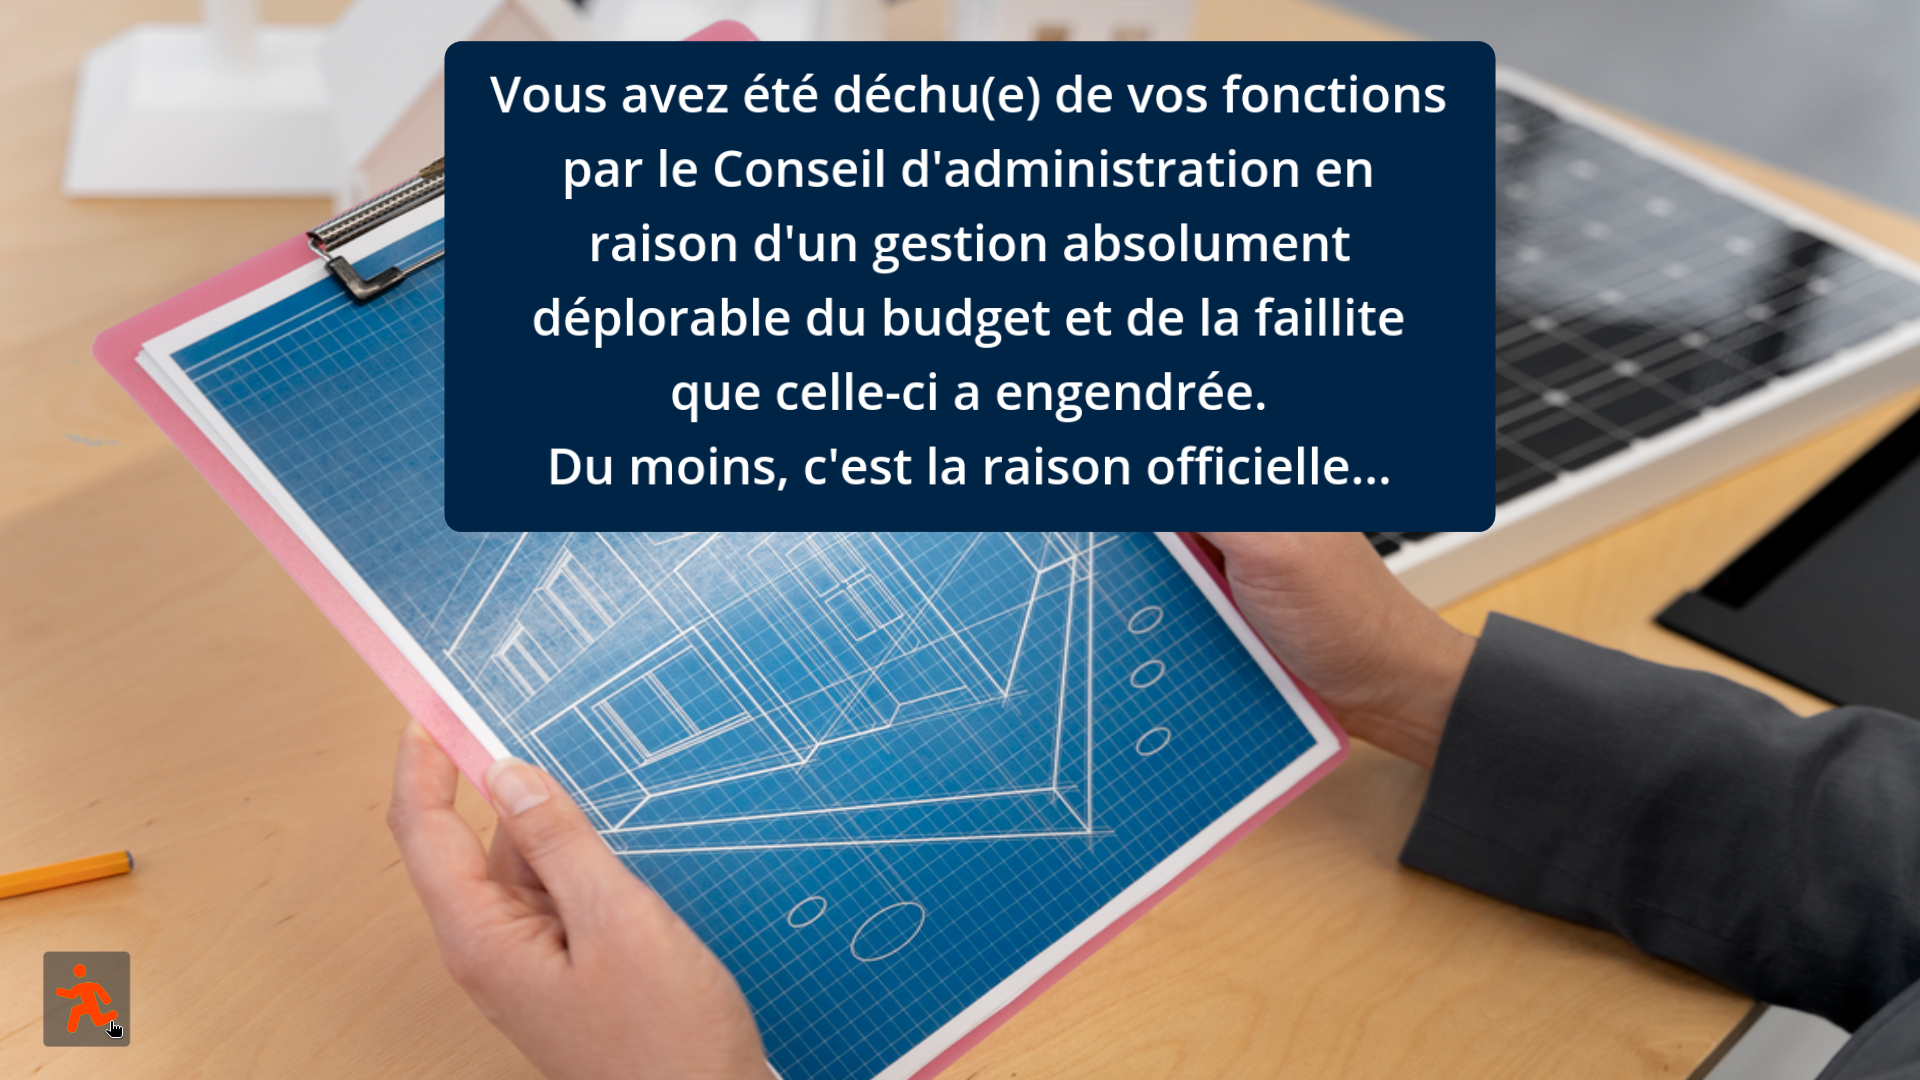 Vous avez été déchu(e) de vos fonctions
par le Conseil d'administration en
raison d'un gestion absolument
déplorable du budget et de la faillite
que celle-ci a engendrée.
Du moins, c'est la raison officielle...